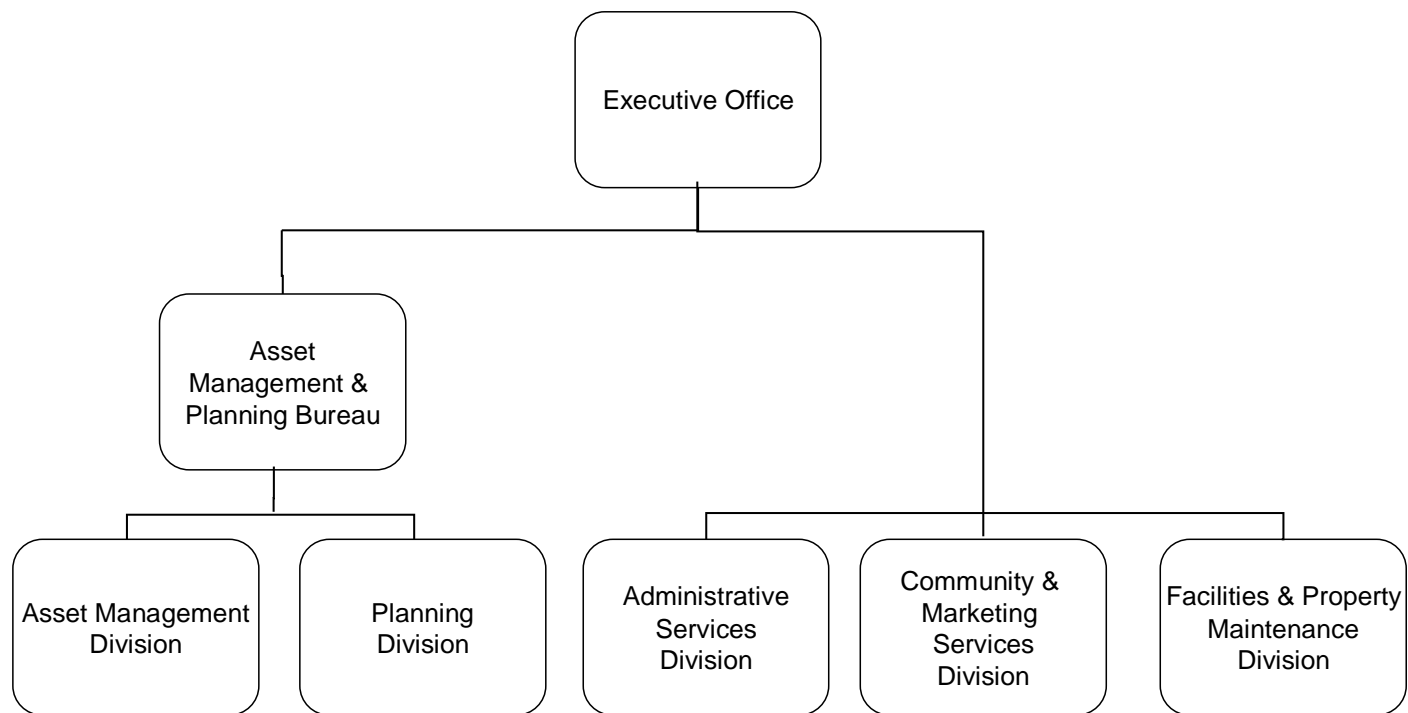 Executive Office
Asset
Management &
Planning Bureau
Asset Management
Division
Planning
Division
Administrative
Services
Division
Community &
Marketing
Services
Division
Facilities & Property
Maintenance
Division